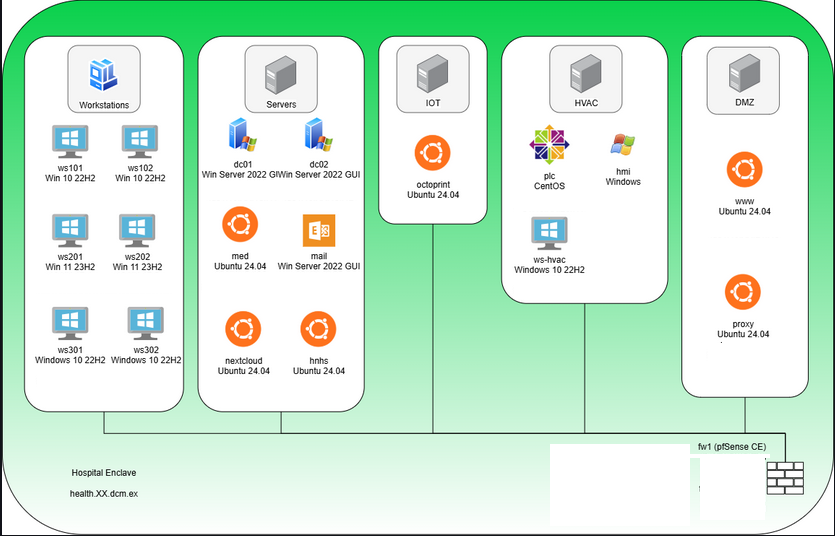 Workstations
ws101
Win 10 22H2
ws102
Win 10 22H2
ws201
Win 11 23H2
ws202
Win 11 23H2
ws301
Windows 10 22H2
ws302
Windows 10 22H2
Servers
dc01
Win Server 2022 GUI
dc02
Win Server 2022 GUI
med
Ubuntu 24.04
mail
Win Server 2022 GUI
nextcloud
Ubuntu 24.04
hnhs
Ubuntu 24.04
IOT
octoprint
Ubuntu 24.04
HVAC
plc
CentOS
hmi
Windows
ws-hvac
Windows 10 22H2
DMZ
www
Ubuntu 24.04
proxy
Ubuntu 24.04
Hospital Enclave
health.XX.dcm.ex
fw1 (pfSense CE)